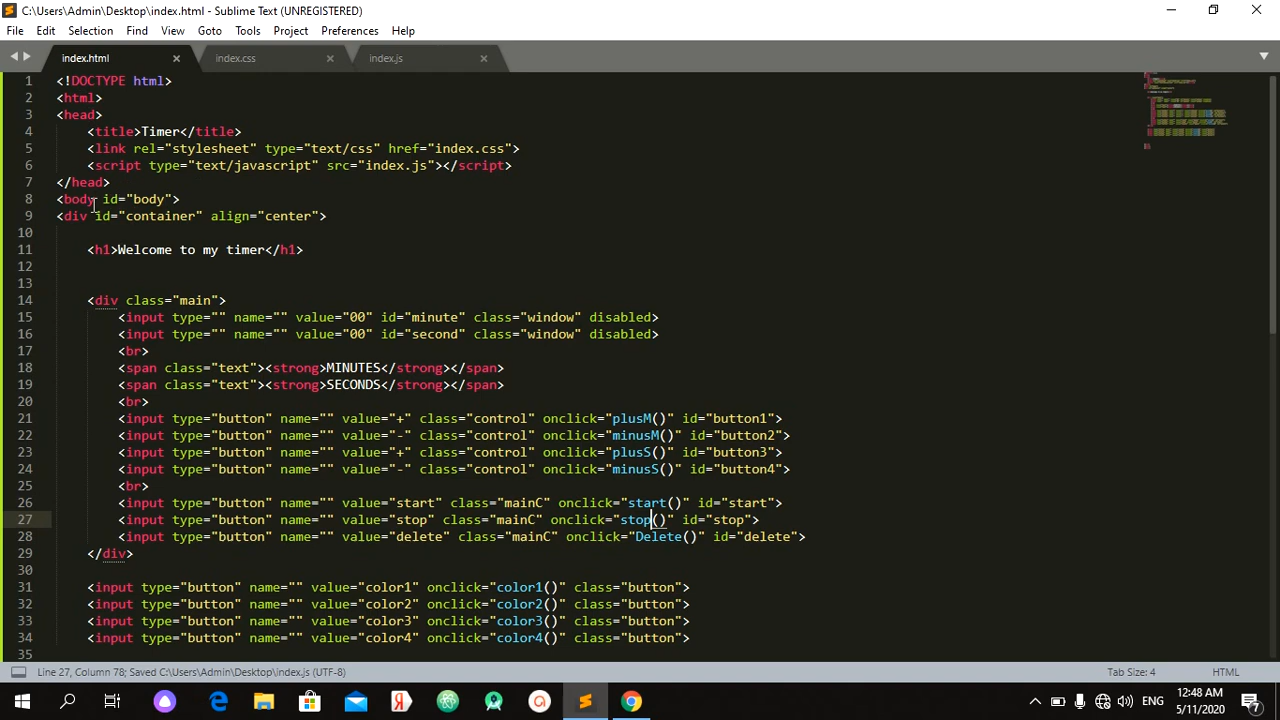 C:\Users\Admin\Desktop\index.html - Sublime Text (UNREGISTERED)
File Edit Selection Find View Goto Tools Project Preferences Help
index.html index.css index.js
1 <!DOCTYPE html>
2 <html>
3 <head>
4 <title>Timer</title>
5 <link rel="stylesheet" type="text/css" href="index.css">
6 <script type="text/javascript" src="index.js"></script>
7 </head>
8 <body id="body">
9 <div id="container" align="center">
10
11 <h1>Welcome to my timer</h1>
12
13
14 <div class="main">
15 <input type="" name="" value="00" id="minute" class="window" disabled>
16 <input type="" name="" value="00" id="second" class="window" disabled>
17 <br>
18 <span class="text"><strong>MINUTES</strong></span>
19 <span class="text"><strong>SECONDS</strong></span>
20 <br>
21 <input type="button" name="" value="+" class="control" onclick="plusM()" id="button1">
22 <input type="button" name="" value="-" class="control" onclick="minusM()" id="button2">
23 <input type="button" name="" value="+" class="control" onclick="plusS()" id="button3">
24 <input type="button" name="" value="-" class="control" onclick="minusS()" id="button4">
25 <br>
26 <input type="button" name="" value="start" class="mainC" onclick="start()" id="start">
27 <input type="button" name="" value="stop" class="mainC" onclick="stop()" id="stop">
28 <input type="button" name="" value="delete" class="mainC" onclick="Delete()" id="delete">
29 </div>
30
31 <input type="button" name="" value="color1" onclick="color1()" class="button">
32 <input type="button" name="" value="color2" onclick="color2()" class="button">
33 <input type="button" name="" value="color3" onclick="color3()" class="button">
34 <input type="button" name="" value="color4" onclick="color4()" class="button">
35
Line 27, Column 78; Saved C:\Users\Admin\Desktop\index.js (UTF-8) Tab Size: 4 HTML
ENG 12:48 AM
5/11/2020 7